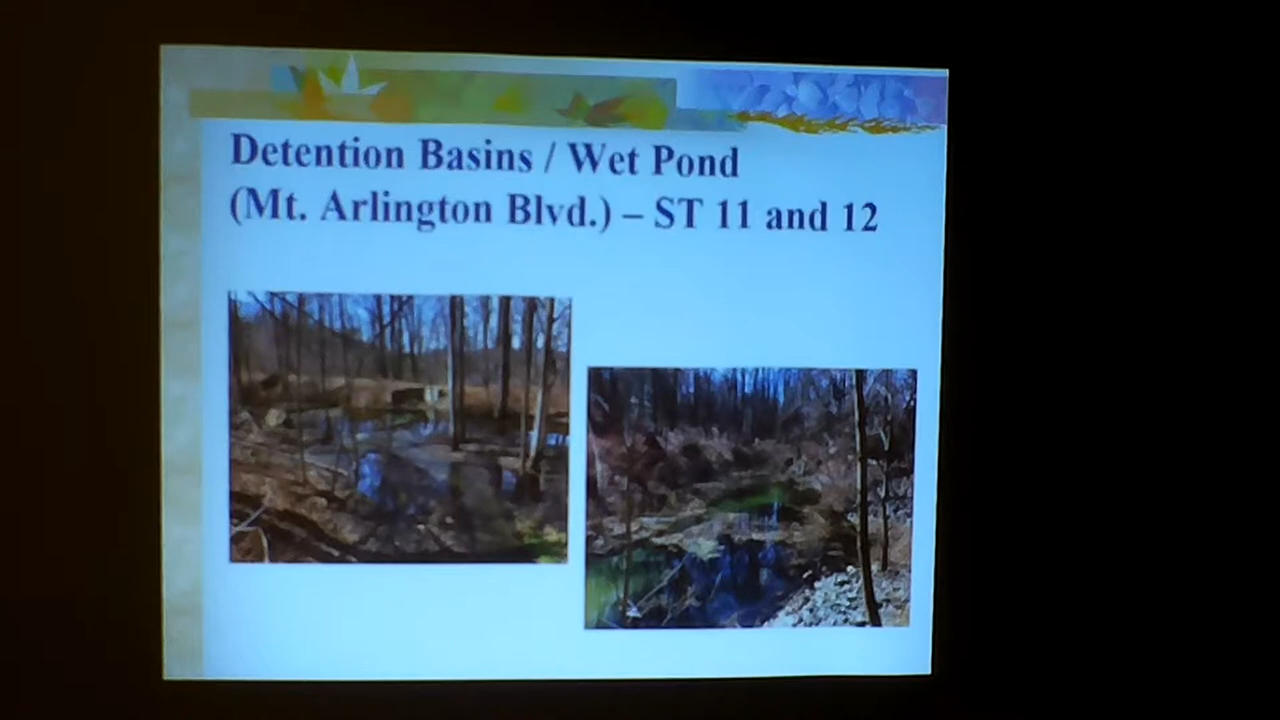 Detention Basins / Wet Pond
(Mt. Arlington Blvd.) – ST 11 and 12